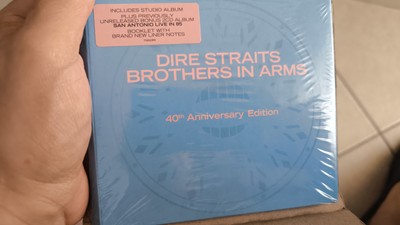 INCLUDES STUDIO ALBUM
PLUS PREVIOUSLY
UNRELEASED BONUS 2CD ALBUM
SAN ANTONIO LIVE IN 85
BOOKLET WITH
BRAND NEW LINER NOTES
DIRE STRAITS
BROTHERS IN ARMS
40th Anniversary Edition